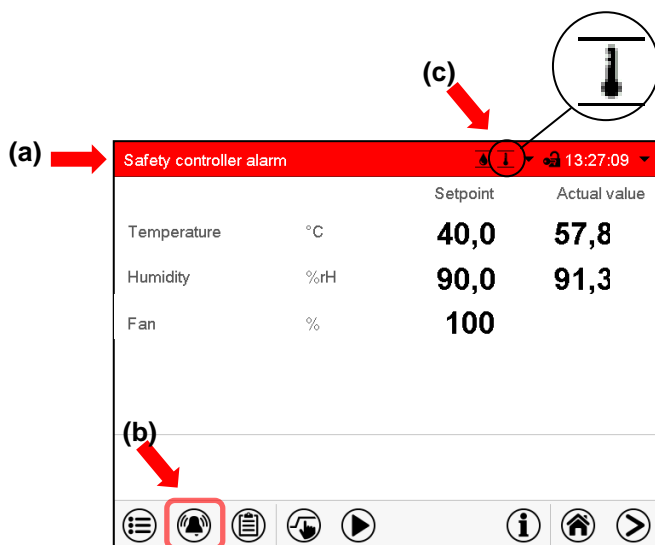 (c)
(a)
Safety controller alarm 13:27:09
Setpoint Actual value
Temperature °C 40,0 57,8
Humidity %rH 90,0 91,3
Fan % 100
(b)